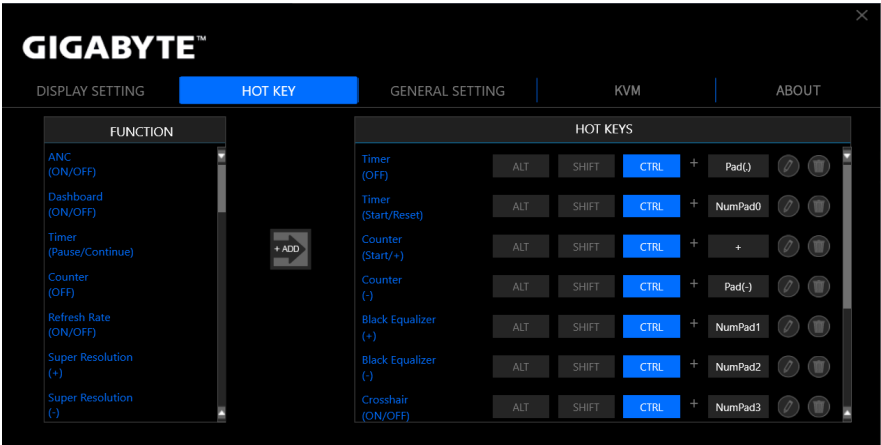 GIGABYTE™
DISPLAY SETTING HOT KEY GENERAL SETTING KVM ABOUT
FUNCTION
ANC
(ON/OFF)
Dashboard
(ON/OFF)
Timer
(Pause/Continue)
Counter
(OFF)
Refresh Rate
(ON/OFF)
Super Resolution
(+)
Super Resolution
(-)
+ ADD
HOT KEYS
Timer
(OFF)
ALT SHIFT CTRL + Pad(.)
Timer
(Start/Reset)
ALT SHIFT CTRL + NumPad0
Counter
(Start/+)
ALT SHIFT CTRL + +
Counter
(-)
ALT SHIFT CTRL + Pad(-)
Black Equalizer
(+)
ALT SHIFT CTRL + NumPad1
Black Equalizer
(-)
ALT SHIFT CTRL + NumPad2
Crosshair
(ON/OFF)
ALT SHIFT CTRL + NumPad3